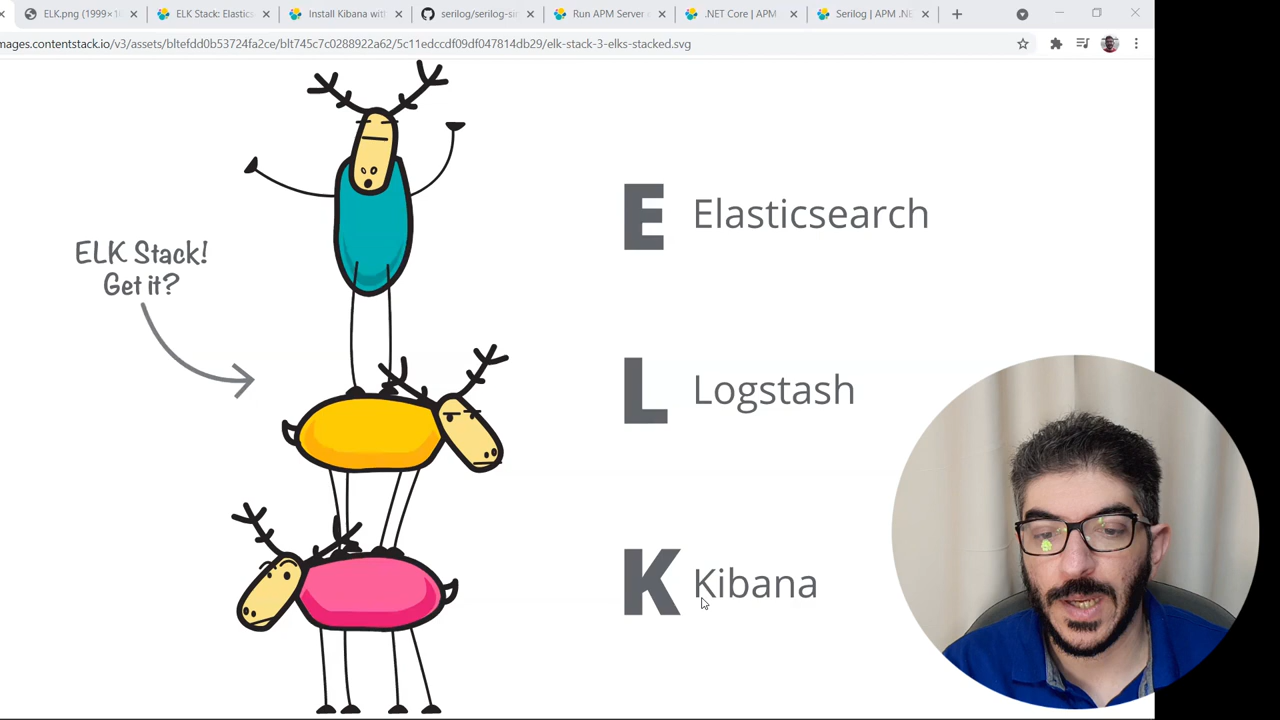 ELK.png (1999×1
ELK Stack: Elastics
Install Kibana with
serilog/serilog-si
Run APM Server
.NET Core | APM
Serilog | APM .NE
mages.contentstack.io/v3/assets/bltefdd0b53724fa2ce/blt745c7c0288922a62/5c11edccdf09df047814db29/elk-stack-3-elks-stacked.svg
ELK Stack!
Get it?
E Elasticsearch
L Logstash
K Kibana